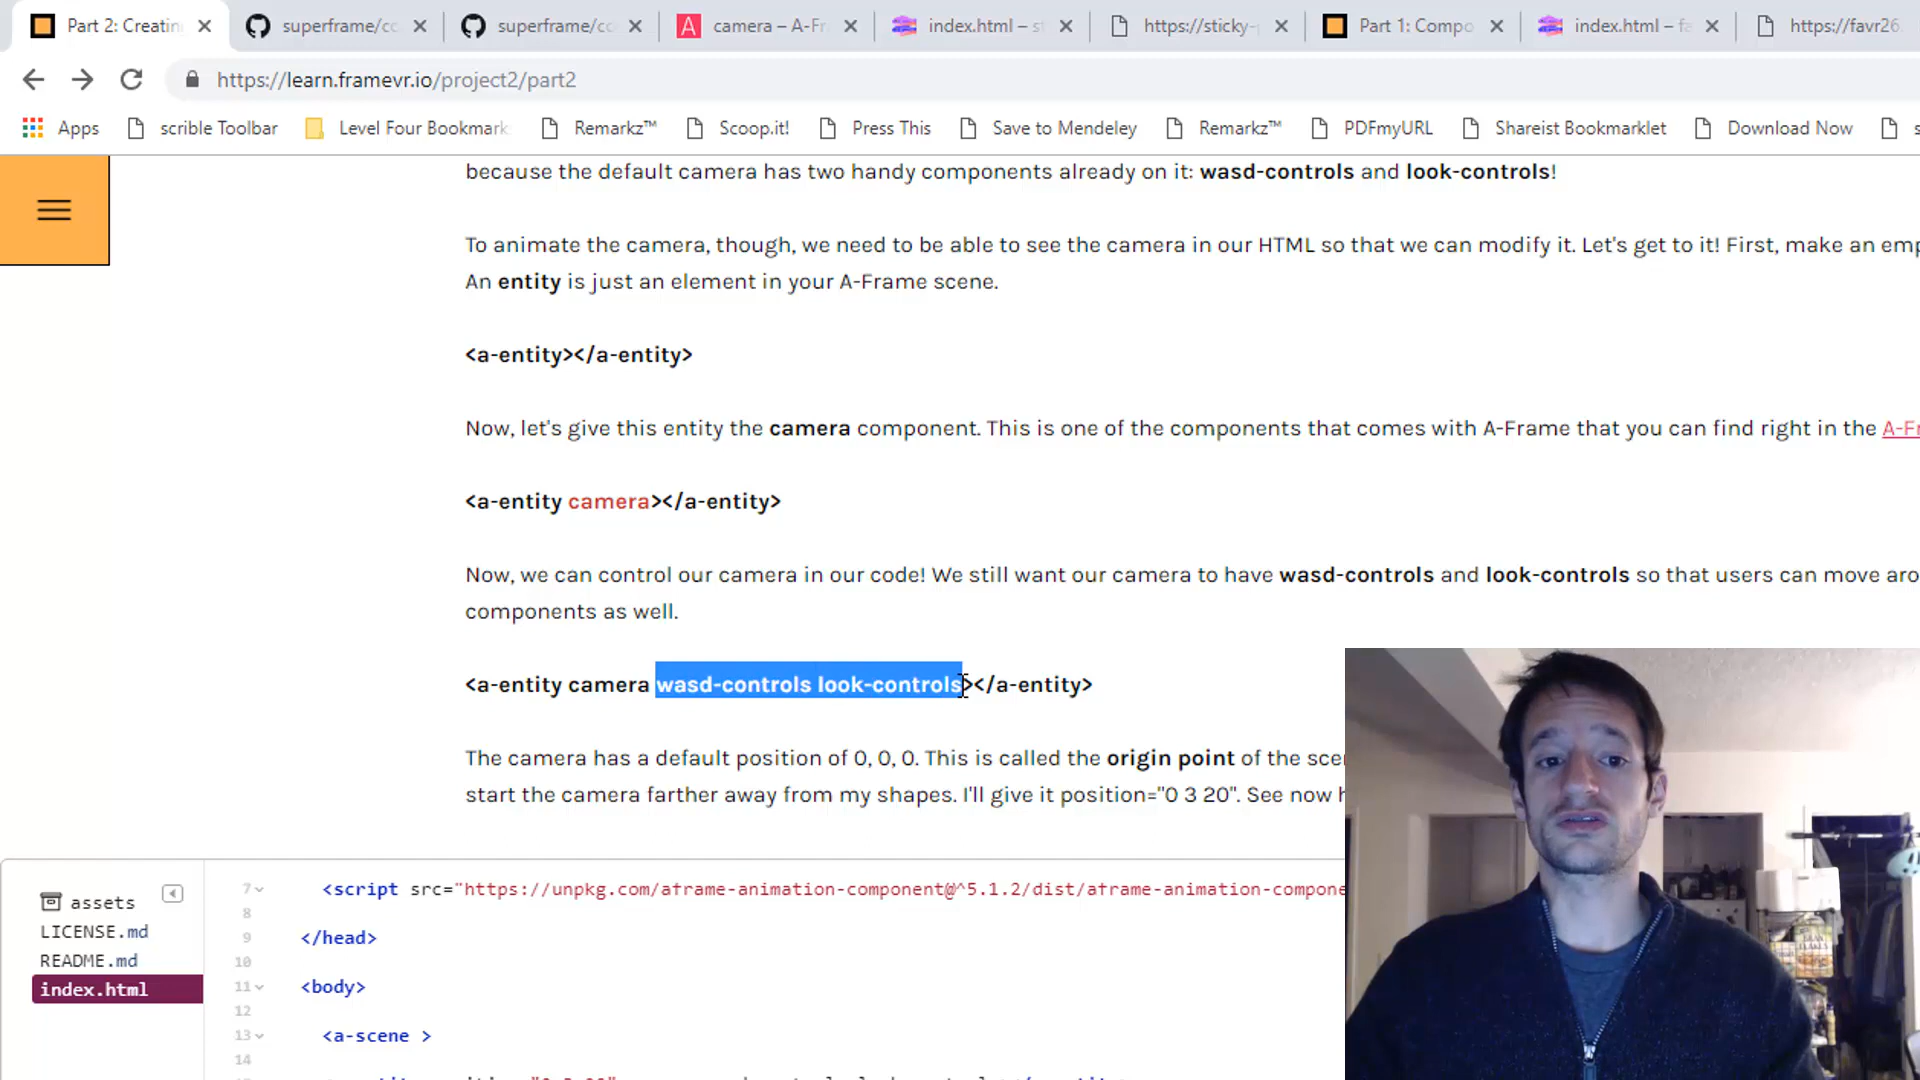 Part 2: Creatin
superframe/cc
superframe/cc
camera – A-Fr
index.html – s
https://sticky-
Part 1: Compo
index.html – fa
https://favr26.
https://learn.framevr.io/project2/part2
Apps
scrible Toolbar
Level Four Bookmark
Remarkz™
Scoop.it!
Press This
Save to Mendeley
Remarkz™
PDFmyURL
Shareist Bookmarklet
Download Now
because the default camera has two handy components already on it: wasd-controls and look-controls!
To animate the camera, though, we need to be able to see the camera in our HTML so that we can modify it. Let's get to it! First, make an emp
An entity is just an element in your A-Frame scene.
<a-entity></a-entity>
Now, let's give this entity the camera component. This is one of the components that comes with A-Frame that you can find right in the A-Fr
<a-entity camera></a-entity>
Now, we can control our camera in our code! We still want our camera to have wasd-controls and look-controls so that users can move aro
components as well.
<a-entity camera wasd-controls look-controls></a-entity>
The camera has a default position of 0, 0, 0. This is called the origin point of the scen
start the camera farther away from my shapes. I'll give it position="0 3 20". See now h
assets
LICENSE.md
README.md
index.html
7 <script src="https://unpkg.com/aframe-animation-component@^5.1.2/dist/aframe-animation-compone
8
9 </head>
10
11 <body>
12
13 <a-scene >
14